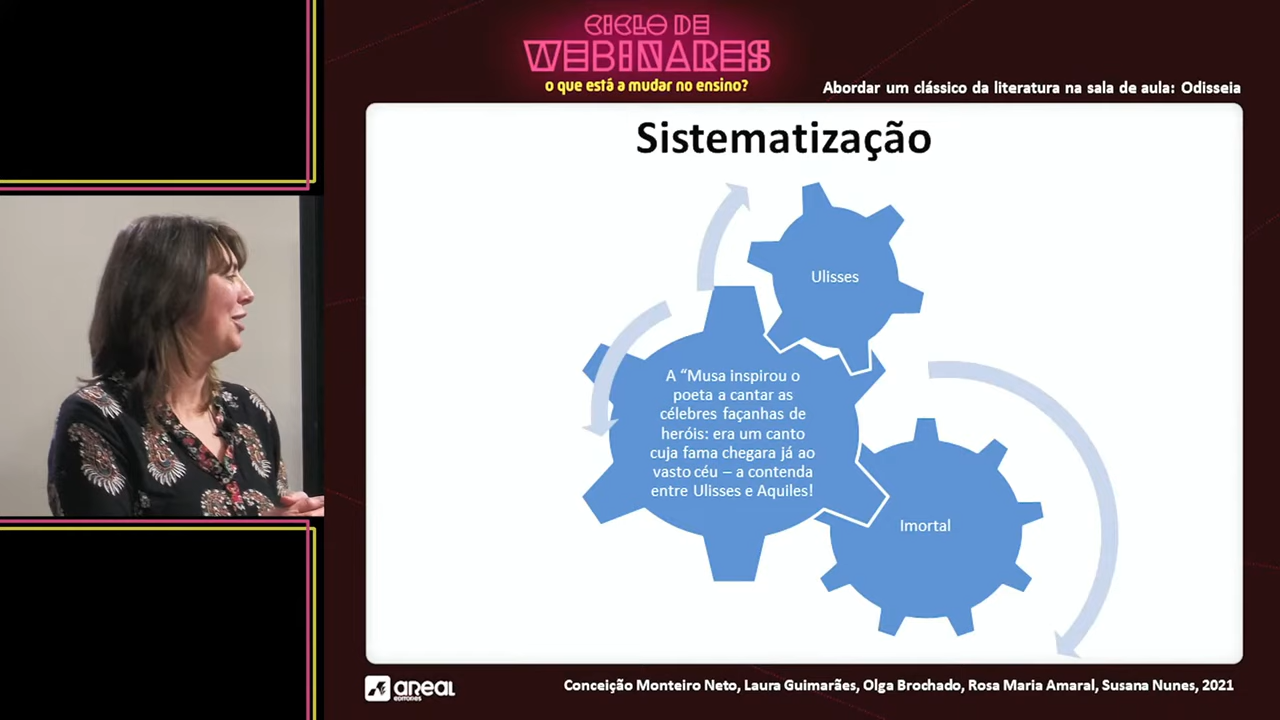 CICLO DE
WEBINARES
o que está a mudar no ensino?
Abordar um clássico da literatura na sala de aula: Odisseia
Sistematização
Ulisses
A “Musa inspirou o
poeta a cantar as
célebres façanhas de
heróis: era um canto
cuja fama chegara já ao
vasto céu – a contenda
entre Ulisses e Aquiles!
Imortal
areal
EDITORES
Conceição Monteiro Neto, Laura Guimarães, Olga Brochado, Rosa Maria Amaral, Susana Nunes, 2021